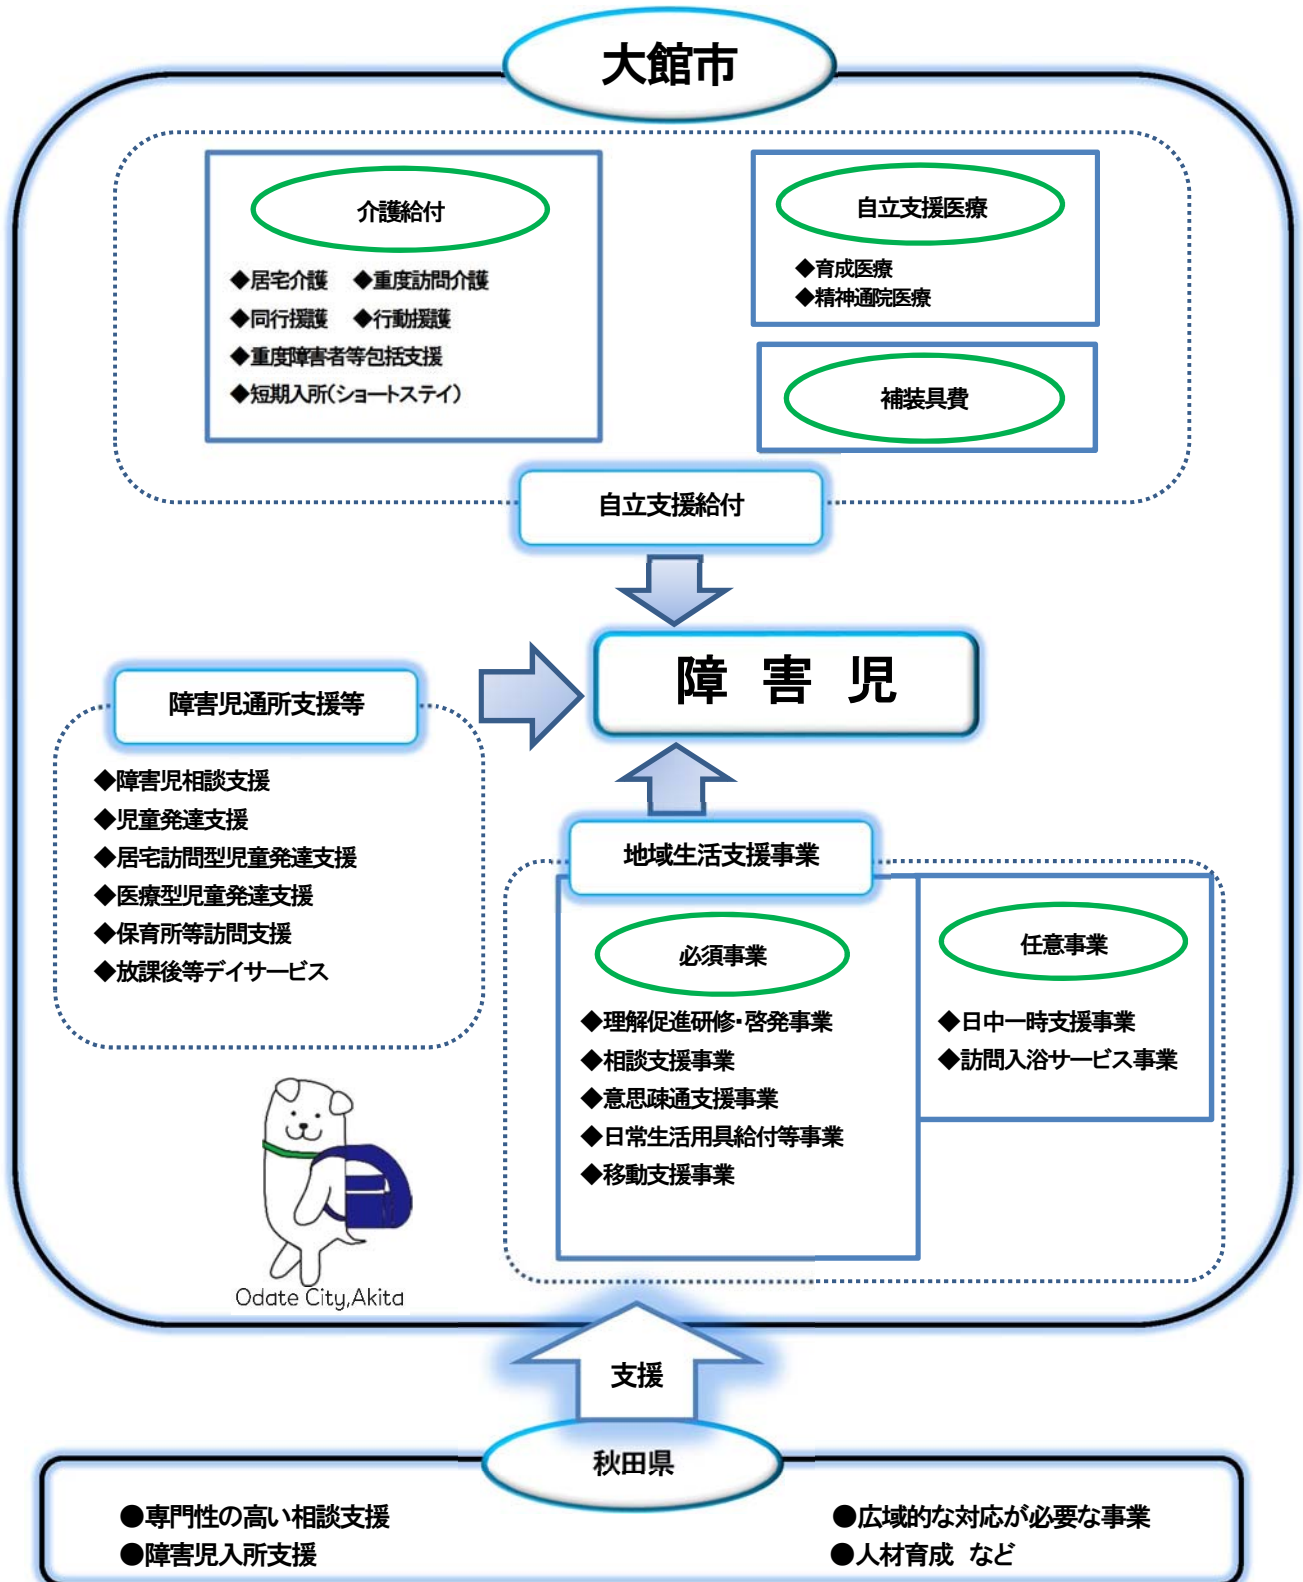 大館市
介護給付
◆居宅介護　◆重度訪問介護
◆同行援護　◆行動援護
◆重度障害者等包括支援
◆短期入所（ショートステイ）
自立支援医療
◆育成医療
◆精神通院医療
補装具費
自立支援給付
障 害 児
障害児通所支援等
◆障害児相談支援
◆児童発達支援
◆居宅訪問型児童発達支援
◆医療型児童発達支援
◆保育所等訪問支援
◆放課後等デイサービス
地域生活支援事業
必須事業
◆理解促進研修・啓発事業
◆相談支援事業
◆意思疎通支援事業
◆日常生活用具給付等事業
◆移動支援事業
任意事業
◆日中一時支援事業
◆訪問入浴サービス事業
Odate City,Akita
支援
秋田県
●専門性の高い相談支援
●障害児入所支援
●広域的な対応が必要な事業
●人材育成 など